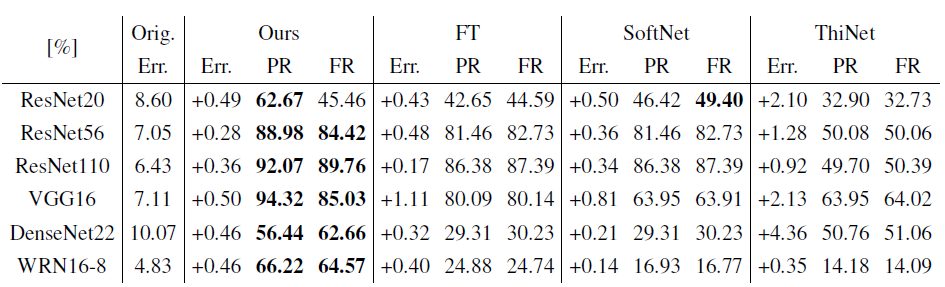 [%] Orig. Ours FT SoftNet ThiNet
Err. Err. PR FR Err. PR FR Err. PR FR Err. PR FR
ResNet20 8.60 +0.49 62.67 45.46 +0.43 42.65 44.59 +0.50 46.42 49.40 +2.10 32.90 32.73
ResNet56 7.05 +0.28 88.98 84.42 +0.48 81.46 82.73 +0.36 81.46 82.73 +1.28 50.08 50.06
ResNet110 6.43 +0.36 92.07 89.76 +0.17 86.38 87.39 +0.34 86.38 87.39 +0.92 49.70 50.39
VGG16 7.11 +0.50 94.32 85.03 +1.11 80.09 80.14 +0.81 63.95 63.91 +2.13 63.95 64.02
DenseNet22 10.07 +0.46 56.44 62.66 +0.32 29.31 30.23 +0.21 29.31 30.23 +4.36 50.76 51.06
WRN16-8 4.83 +0.46 66.22 64.57 +0.40 24.88 24.74 +0.14 16.93 16.77 +0.35 14.18 14.09